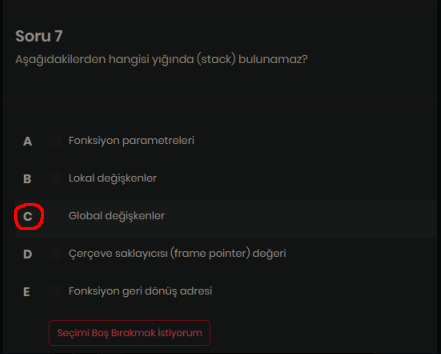 Soru 7
Aşağıdakilerden hangisi yığında (stack) bulunamaz?
A Fonksiyon parametreleri
B Lokal değişkenler
C Global değişkenler
D Çerçeve saklayıcısı (frame pointer) değeri
E Fonksiyon geri dönüş adresi
Seçimi Boş Bırakmak İstiyorum